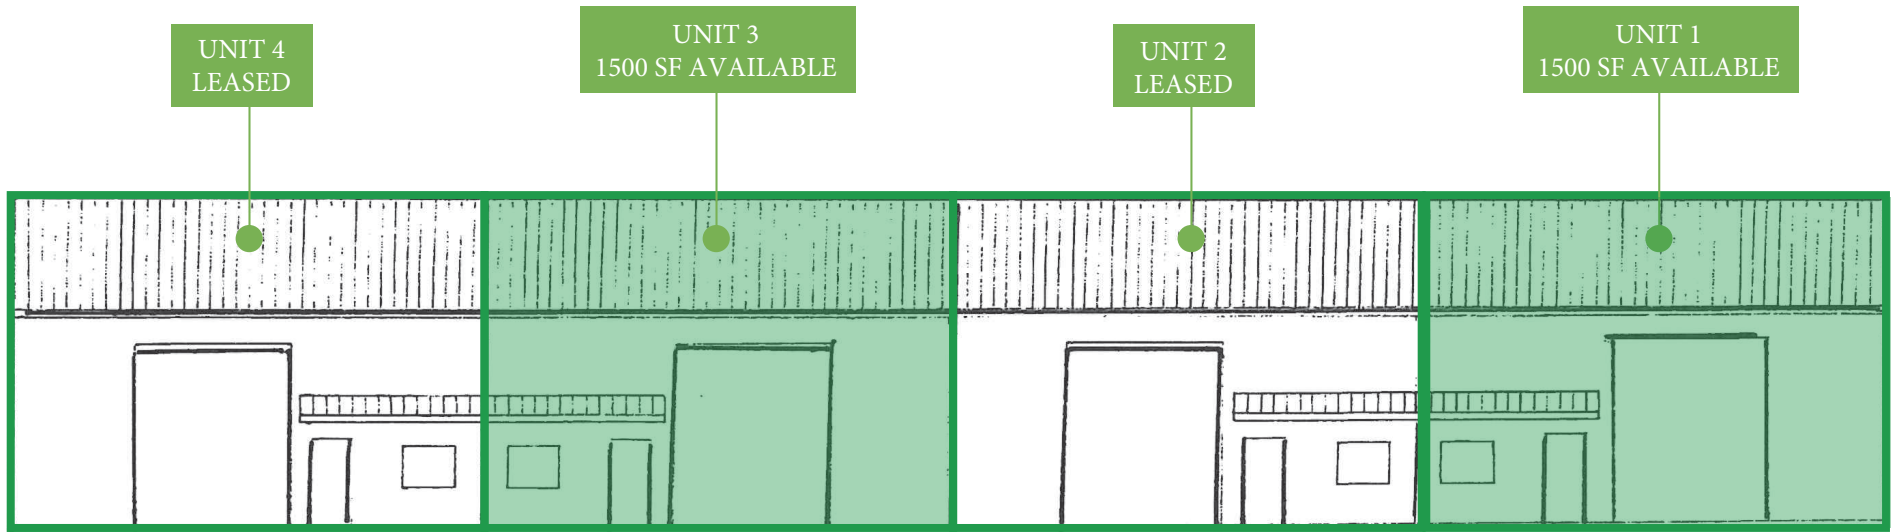 UNIT 4
LEASED
UNIT 3
1500 SF AVAILABLE
UNIT 2
LEASED
UNIT 1
1500 SF AVAILABLE